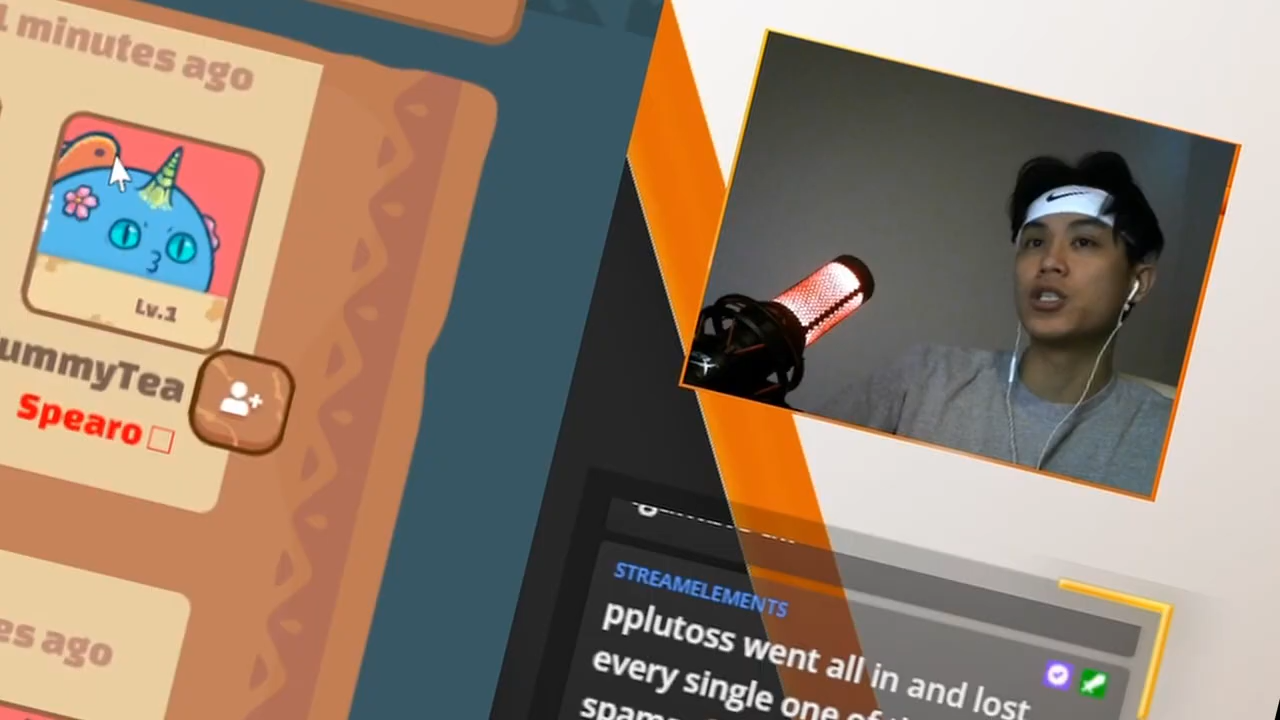 1 minutes ago
Lv.1
ummyTea
Spearo
es ago
STREAMELEMENTS
pplutoss went all in and lost
every single one of